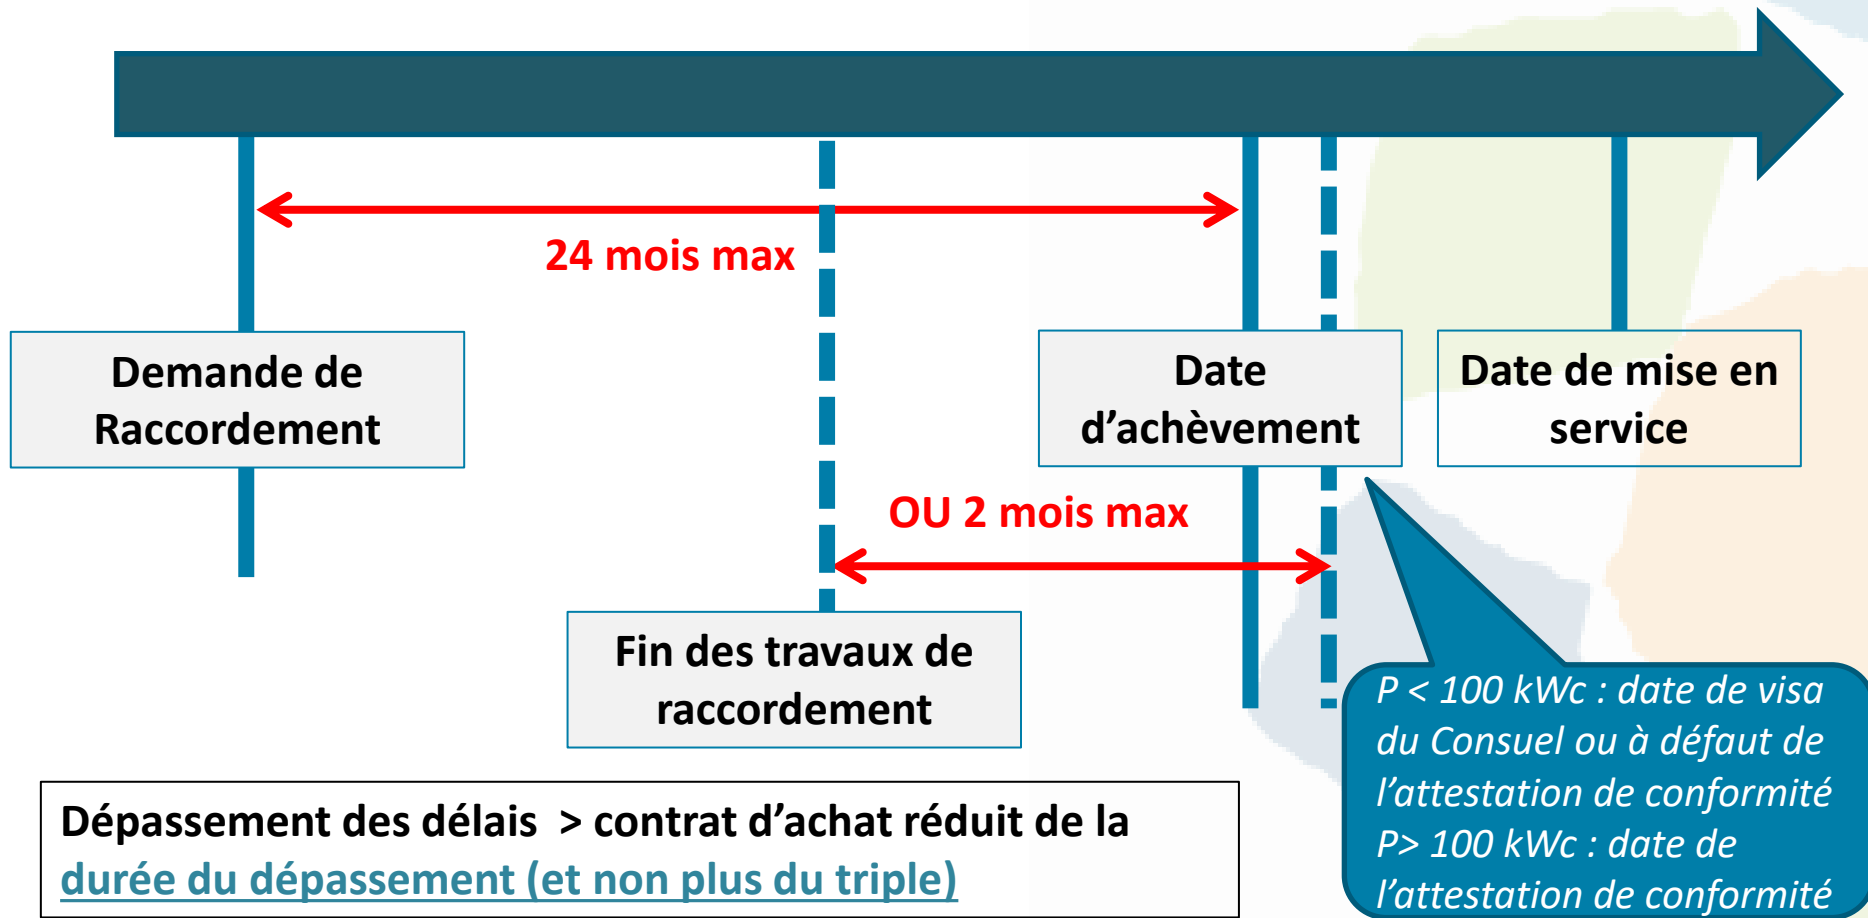 24 mois max
Demande de
Raccordement
Date
d’achèvement
Date de mise en
service
OU 2 mois max
Fin des travaux de
raccordement
P < 100 kWc : date de visa
du Consuel ou à défaut de
l’attestation de conformité
P> 100 kWc : date de
l’attestation de conformité
Dépassement des délais > contrat d’achat réduit de la
durée du dépassement (et non plus du triple)